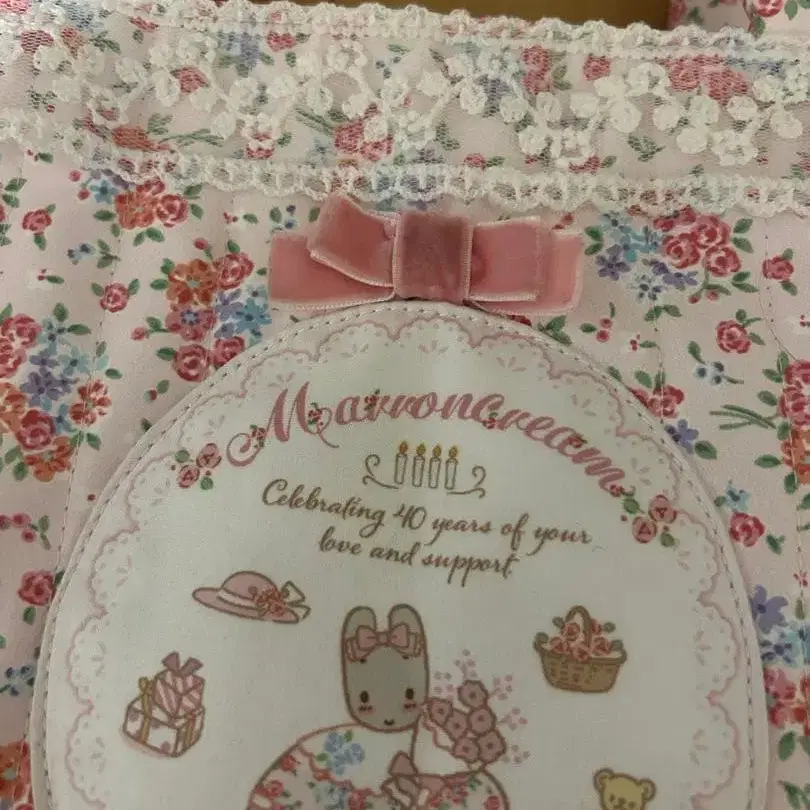 Marroncream
Celebrating 40 years of your
love and support